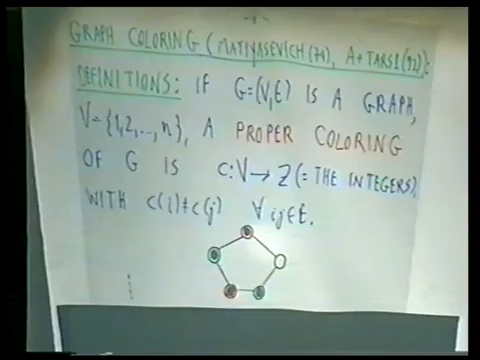 GRAPH COLORING (MATIYASEVICH (74), A+TARSI (92)):
DEFINITIONS: IF G=(V,E) IS A GRAPH,
V={1,2,...,n}, A PROPER COLORING
OF G IS c:V→Z (= THE INTEGERS),
WITH c(i)≠c(j) ∀ ij∈E.